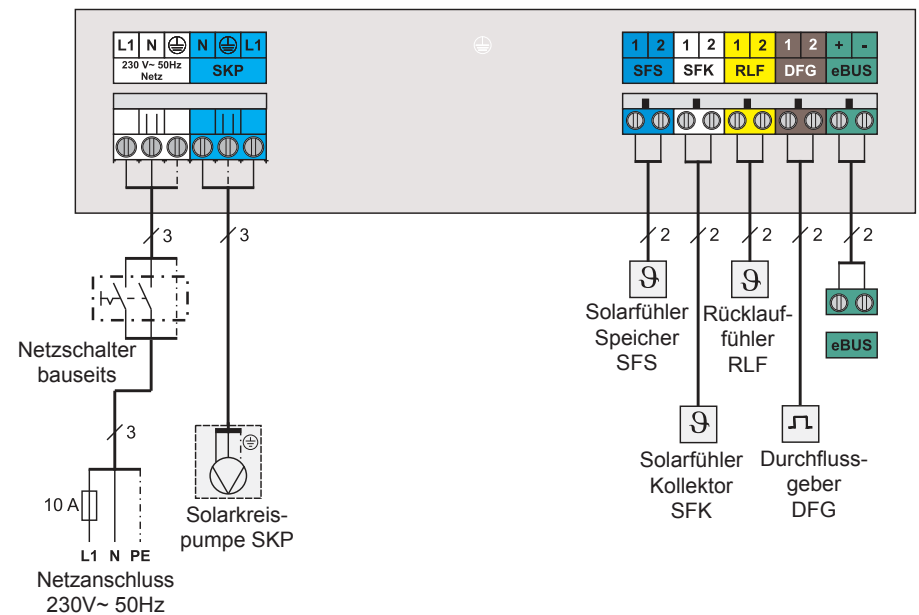 L1 N N L1
230 V~ 50Hz
Netz
SKP
1 2 1 2 1 2 1 2 + -
SFS SFK RLF DFG eBUS
3
3
2
2
2
2
2
Netzschalter
bauseits
3
10 A
L1 N PE
Netzanschluss
230V~ 50Hz
Solarkreis-
pumpe SKP
ϑ
Solarfühler
Speicher
SFS
ϑ
Rücklauf-
fühler
RLF
eBUS
ϑ
Solarfühler
Kollektor
SFK
Durchfluss-
geber
DFG